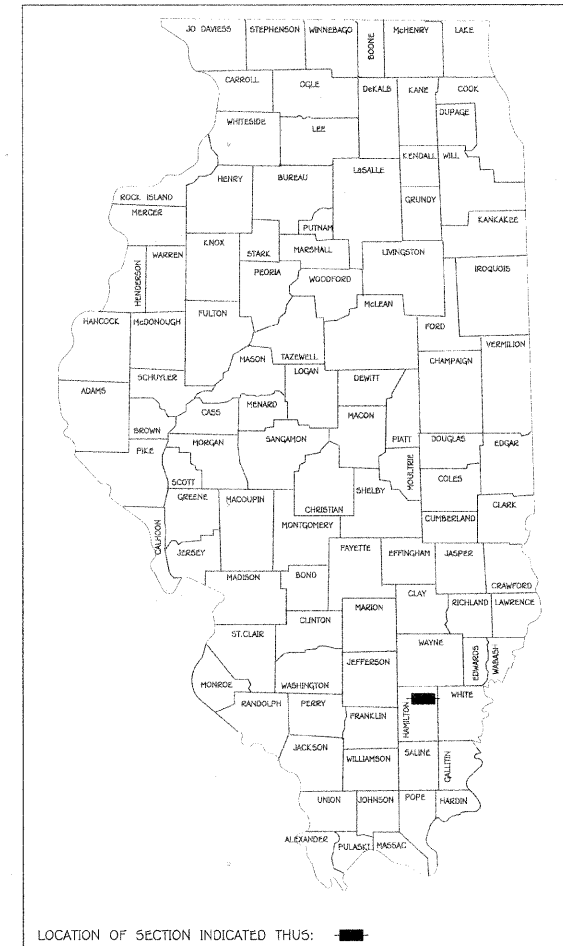 JO DAVIESS STEPHENSON WINNEBAGO BOONE McHENRY LAKE
CARROLL OGLE DeKALB KANE COOK
DUPAGE
WHITESIDE LEE
KENDALL WILL
HENRY BUREAU LaSALLE
ROCK ISLAND GRUNDY
MERCER
KANKAKEE
PUTNAM
KNOX STARK MARSHALL LIVINGSTON
HENDERSON WARREN PEORIA IROQUOIS
WOODFORD
McLEAN
HANCOCK McDONOUGH FULTON FORD
VERMILION
MASON TAZEWELL CHAMPAIGN
LOGAN DEWITT
SCHUYLER
ADAMS
CASS MENARD MACON
BROWN
PIKE MORGAN SANGAMON PIATT DOUGLAS EDGAR
MOULTRIE
SCOTT SHELBY COLES
GREENE MACOUPIN CHRISTIAN CLARK
CUMBERLAND
MONTGOMERY
CALHOON JERSEY FAYETTE EFFINGHAM JASPER
MADISON BOND CRAWFORD
CLAY
RICHLAND LAWRENCE
MARION
CLINTON
ST.CLAIR WAYNE EDWARDS WABASH
JEFFERSON
MONROE WASHINGTON
RANDOLPH PERRY WHITE
HAMILTON
FRANKLIN
JACKSON SALINE GALLITIN
WILLIAMSON
UNION JOHNSON POPE HARDIN
ALEXANDER
PULASKI MASSAC
LOCATION OF SECTION INDICATED THUS: